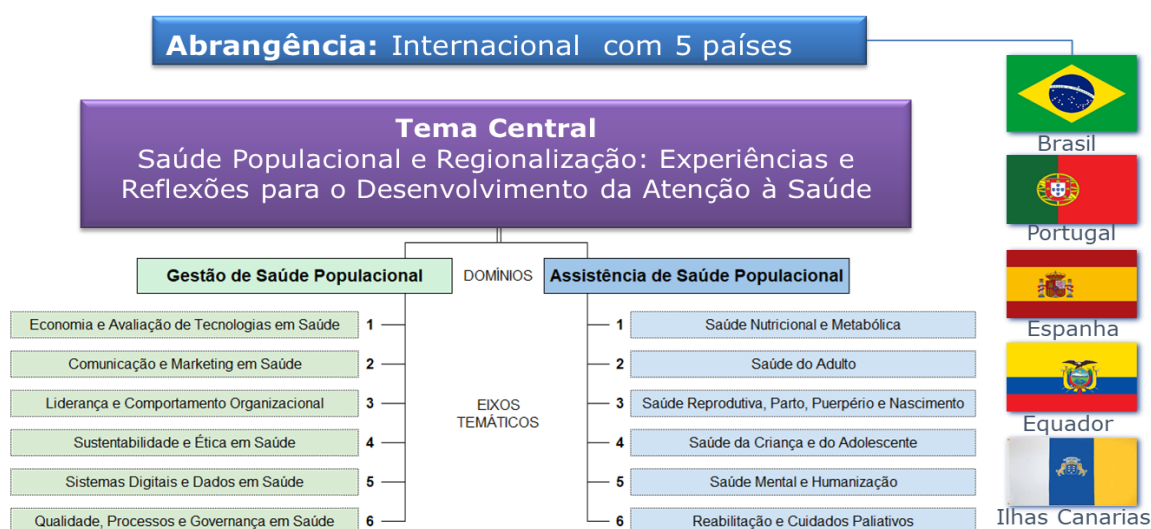 Abrangência: Internacional com 5 países
Tema Central
Saúde Populacional e Regionalização: Experiências e
Reflexões para o Desenvolvimento da Atenção à Saúde
Gestão de Saúde Populacional
DOMÍNIOS
Assistência de Saúde Populacional
Economia e Avaliação de Tecnologias em Saúde 1
Comunicação e Marketing em Saúde 2
Liderança e Comportamento Organizacional 3
Sustentabilidade e Ética em Saúde 4
Sistemas Digitais e Dados em Saúde 5
Qualidade, Processos e Governança em Saúde 6
EIXOS
TEMÁTICOS
1 Saúde Nutricional e Metabólica
2 Saúde do Adulto
3 Saúde Reprodutiva, Parto, Puerpério e Nascimento
4 Saúde da Criança e do Adolescente
5 Saúde Mental e Humanização
6 Reabilitação e Cuidados Paliativos
Brasil
Portugal
Espanha
Equador
Ilhas Canarias